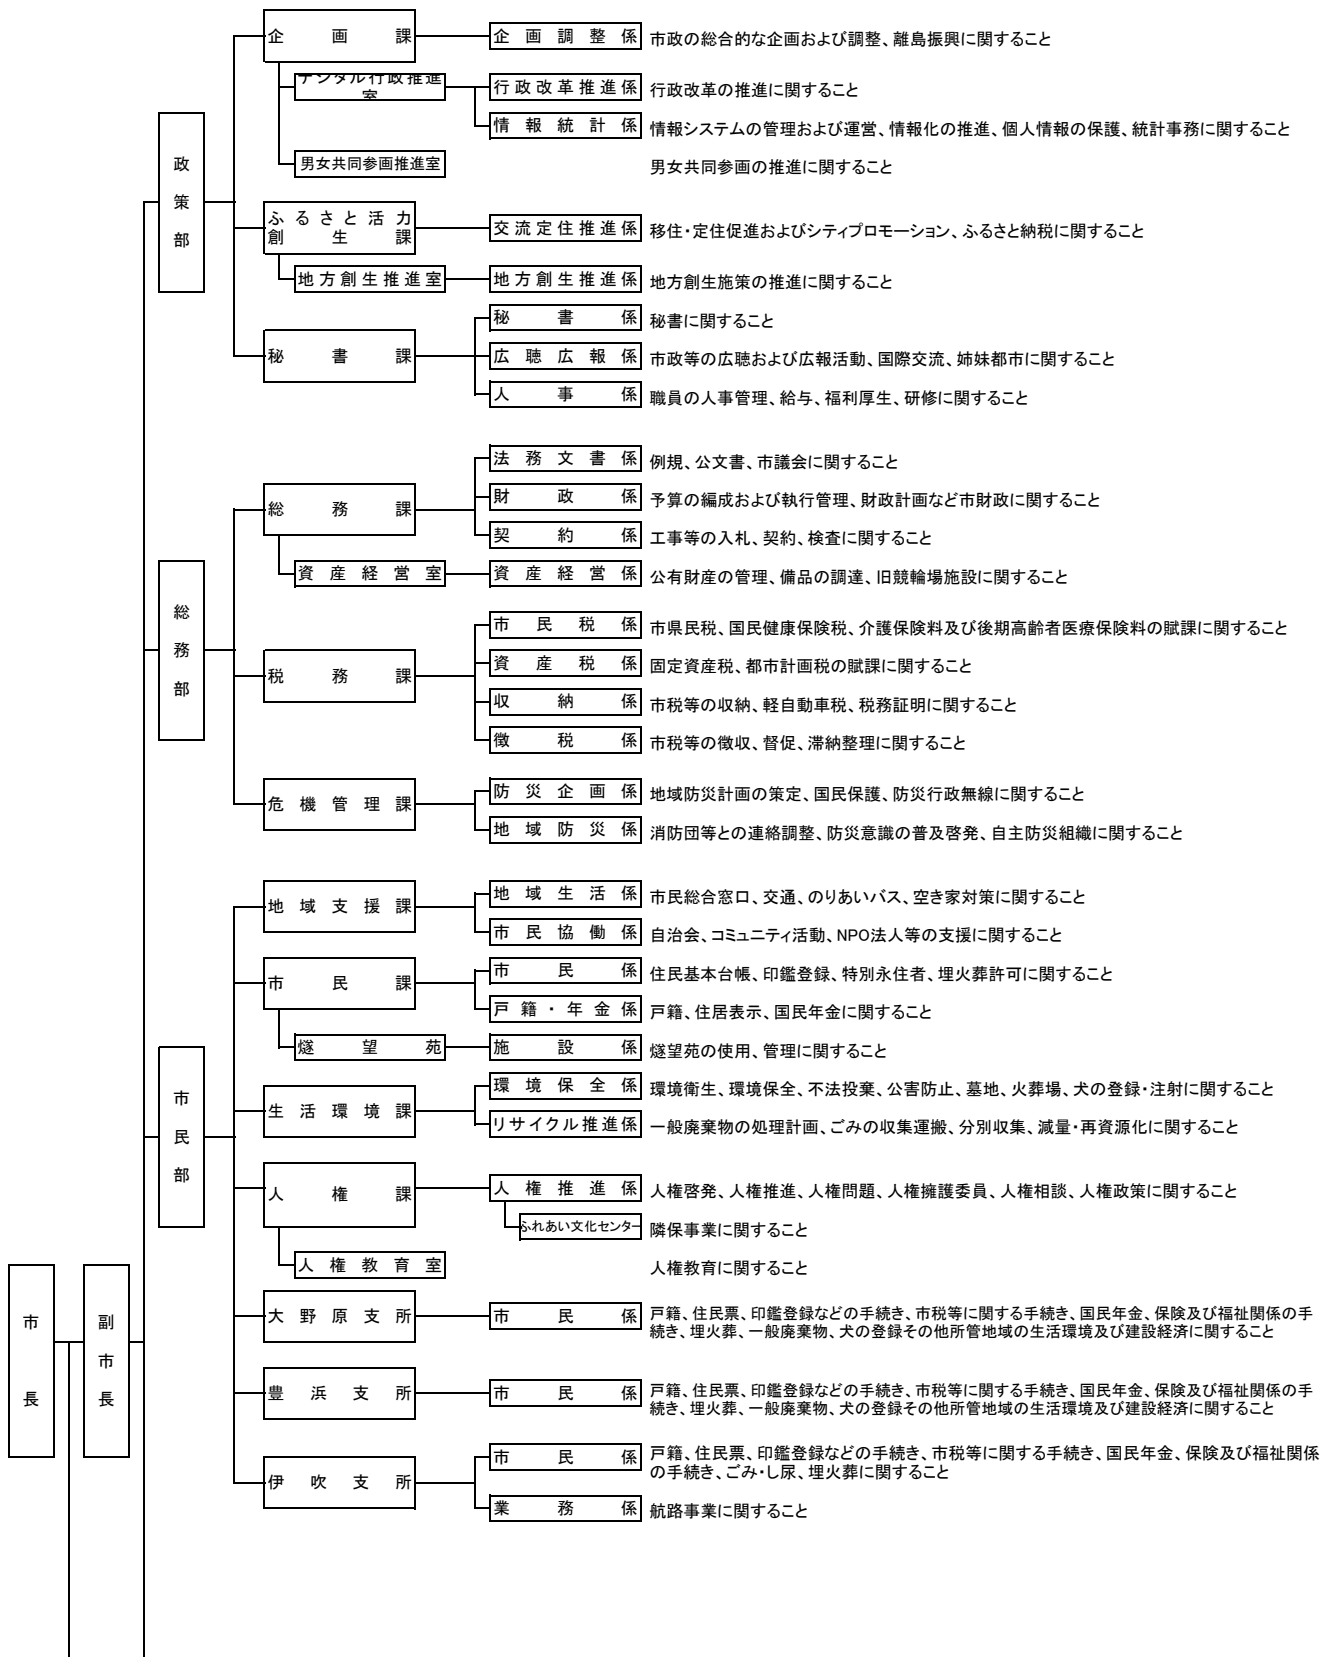 企画課
企画調整係
市政の総合的な企画および調整、離島振興に関すること
デジタル行政推進
室
行政改革推進係
行政改革の推進に関すること
情報統計係
情報システムの管理および運営、情報化の推進、個人情報の保護、統計事務に関すること
男女共同参画推進室
男女共同参画の推進に関すること
政策部
ふるさと活力
創生課
交流定住推進係
移住・定住促進およびシティプロモーション、ふるさと納税に関すること
地方創生推進室
地方創生推進係
地方創生施策の推進に関すること
秘書課
秘書係
秘書に関すること
広聴広報係
市政等の広聴および広報活動、国際交流、姉妹都市に関すること
人事係
職員の人事管理、給与、福利厚生、研修に関すること
総務部
総務課
法務文書係
例規、公文書、市議会に関すること
財政係
予算の編成および執行管理、財政計画など市財政に関すること
契約係
工事等の入札、契約、検査に関すること
資産経営室
資産経営係
公有財産の管理、備品の調達、旧競輪場施設に関すること
税務課
市民税係
市県民税、国民健康保険税、介護保険料及び後期高齢者医療保険料の賦課に関すること
資産税係
固定資産税、都市計画税の賦課に関すること
収納係
市税等の収納、軽自動車税、税務証明に関すること
徴税係
市税等の徴収、督促、滞納整理に関すること
危機管理課
防災企画係
地域防災計画の策定、国民保護、防災行政無線に関すること
地域防災係
消防団等との連絡調整、防災意識の普及啓発、自主防災組織に関すること
市民部
地域支援課
地域生活係
市民総合窓口、交通、のりあいバス、空き家対策に関すること
市民協働係
自治会、コミュニティ活動、NPO法人等の支援に関すること
市民課
市民係
住民基本台帳、印鑑登録、特別永住者、埋火葬許可に関すること
戸籍・年金係
戸籍、住居表示、国民年金に関すること
燧望苑
施設係
燧望苑の使用、管理に関すること
生活環境課
環境保全係
環境衛生、環境保全、不法投棄、公害防止、墓地、火葬場、犬の登録・注射に関すること
リサイクル推進係
一般廃棄物の処理計画、ごみの収集運搬、分別収集、減量・再資源化に関すること
人権課
人権推進係
人権啓発、人権推進、人権問題、人権擁護委員、人権相談、人権政策に関すること
ふれあい文化センター
隣保事業に関すること
人権教育室
人権教育に関すること
市長
副市長
大野原支所
市民係
戸籍、住民票、印鑑登録などの手続き、市税等に関する手続き、国民年金、保険及び福祉関係の手
続き、埋火葬、一般廃棄物、犬の登録その他所管地域の生活環境及び建設経済に関すること
豊浜支所
市民係
戸籍、住民票、印鑑登録などの手続き、市税等に関する手続き、国民年金、保険及び福祉関係の手
続き、埋火葬、一般廃棄物、犬の登録その他所管地域の生活環境及び建設経済に関すること
伊吹支所
市民係
戸籍、住民票、印鑑登録などの手続き、市税等に関する手続き、国民年金、保険及び福祉関係
の手続き、ごみ・し尿、埋火葬に関すること
業務係
航路事業に関すること